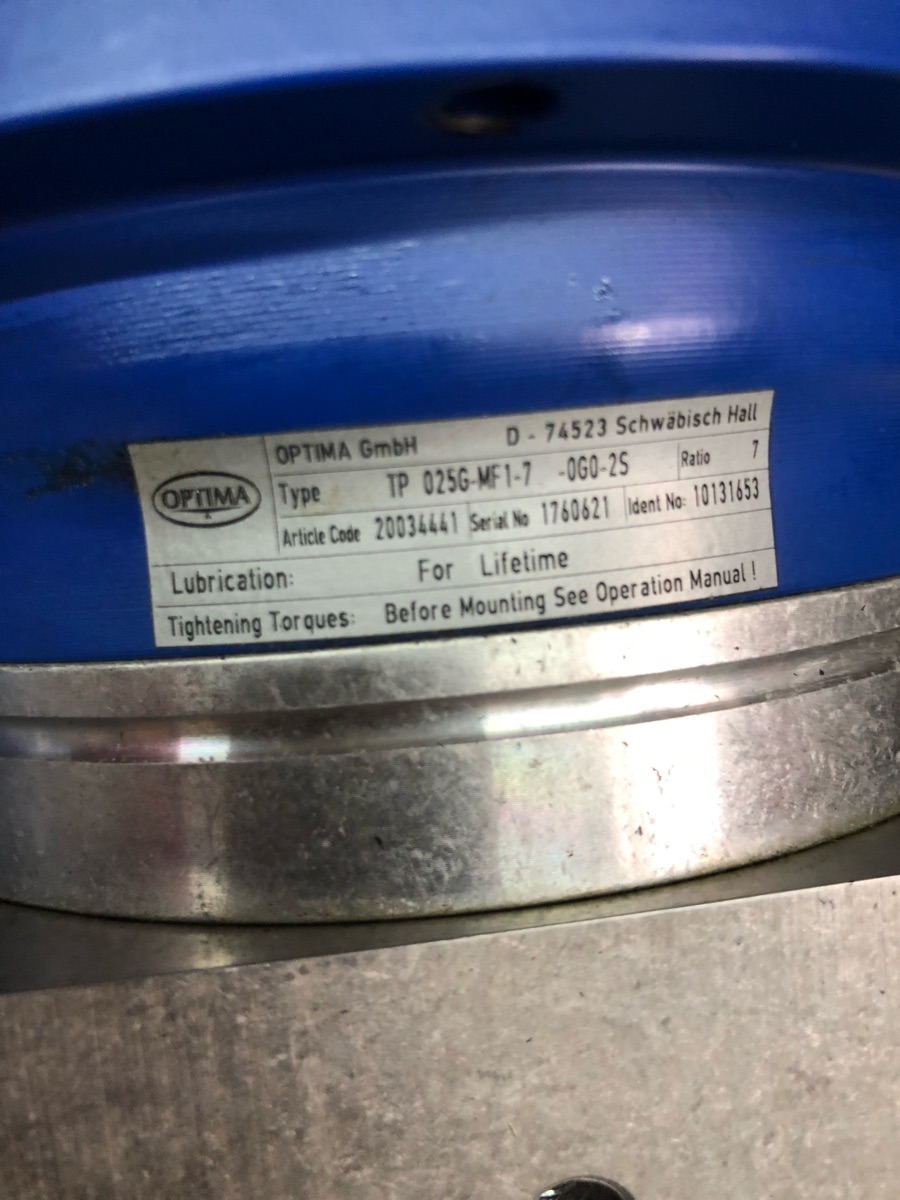 OPTIMA
OPTIMA GmbH D - 74523 Schwäbisch Hall
Type TP 025G-MF1-7 -0G0-2S Ratio 7
Article Code 20034441 Serial No 1760621 Ident No: 10131653
Lubrication: For Lifetime
Tightening Torques: Before Mounting See Operation Manual !